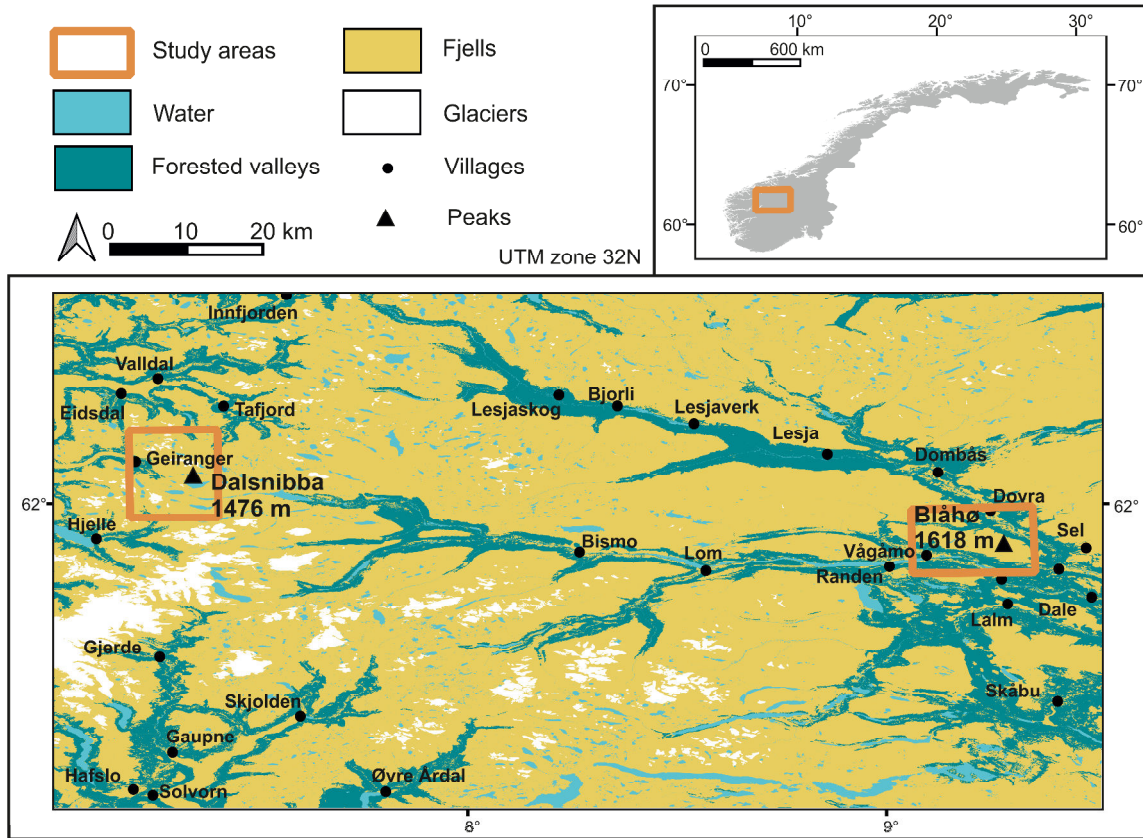 Study areas
Water
Forested valleys
Fjells
Glaciers
Villages
Peaks
0 10 20 km
UTM zone 32N
10° 20° 30°
0 600 km
70° 70°
60° 60°
Innfjorden
Valldal
Eidsdal
Tafjord
Lesjaskog
Bjorli
Lesjaverk
Lesja
Dombås
Geiranger
Dalsnibba
1476 m
62° 62°
Dovra
Blåhø
1618 m
Sel
Hjelle
Bismo
Lom
Vågåmo
Randen
Lalm
Dale
Gjerde
Skjolden
Skåbu
Gaupne
Hafslo
Solvorn
Øvre Årdal
8° 9°